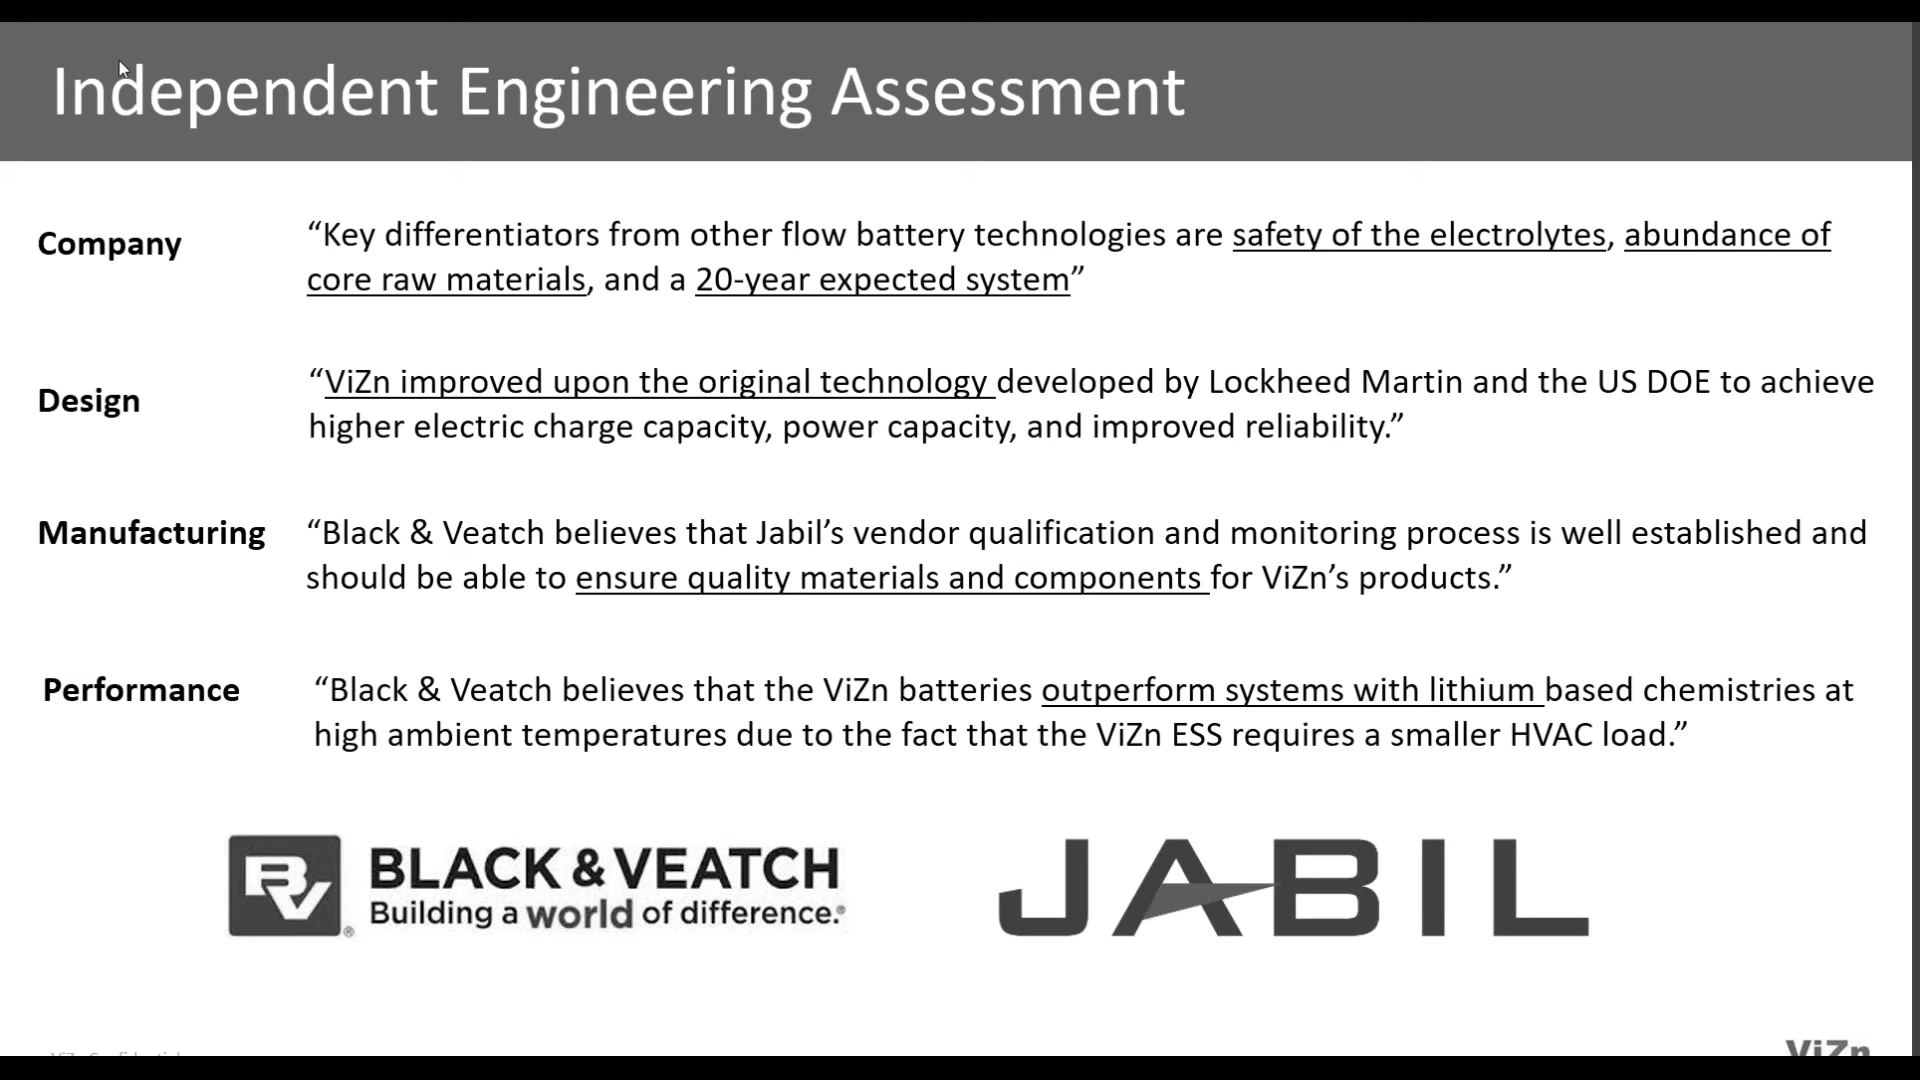 Independent Engineering Assessment
Company
“Key differentiators from other flow battery technologies are safety of the electrolytes, abundance of
core raw materials, and a 20-year expected system”
Design
“ViZn improved upon the original technology developed by Lockheed Martin and the US DOE to achieve
higher electric charge capacity, power capacity, and improved reliability.”
Manufacturing
“Black & Veatch believes that Jabil’s vendor qualification and monitoring process is well established and
should be able to ensure quality materials and components for ViZn’s products.”
Performance
“Black & Veatch believes that the ViZn batteries outperform systems with lithium based chemistries at
high ambient temperatures due to the fact that the ViZn ESS requires a smaller HVAC load.”
BV®
BLACK & VEATCH
Building a world of difference.®
JABIL
ViZn Confidential
ViZn